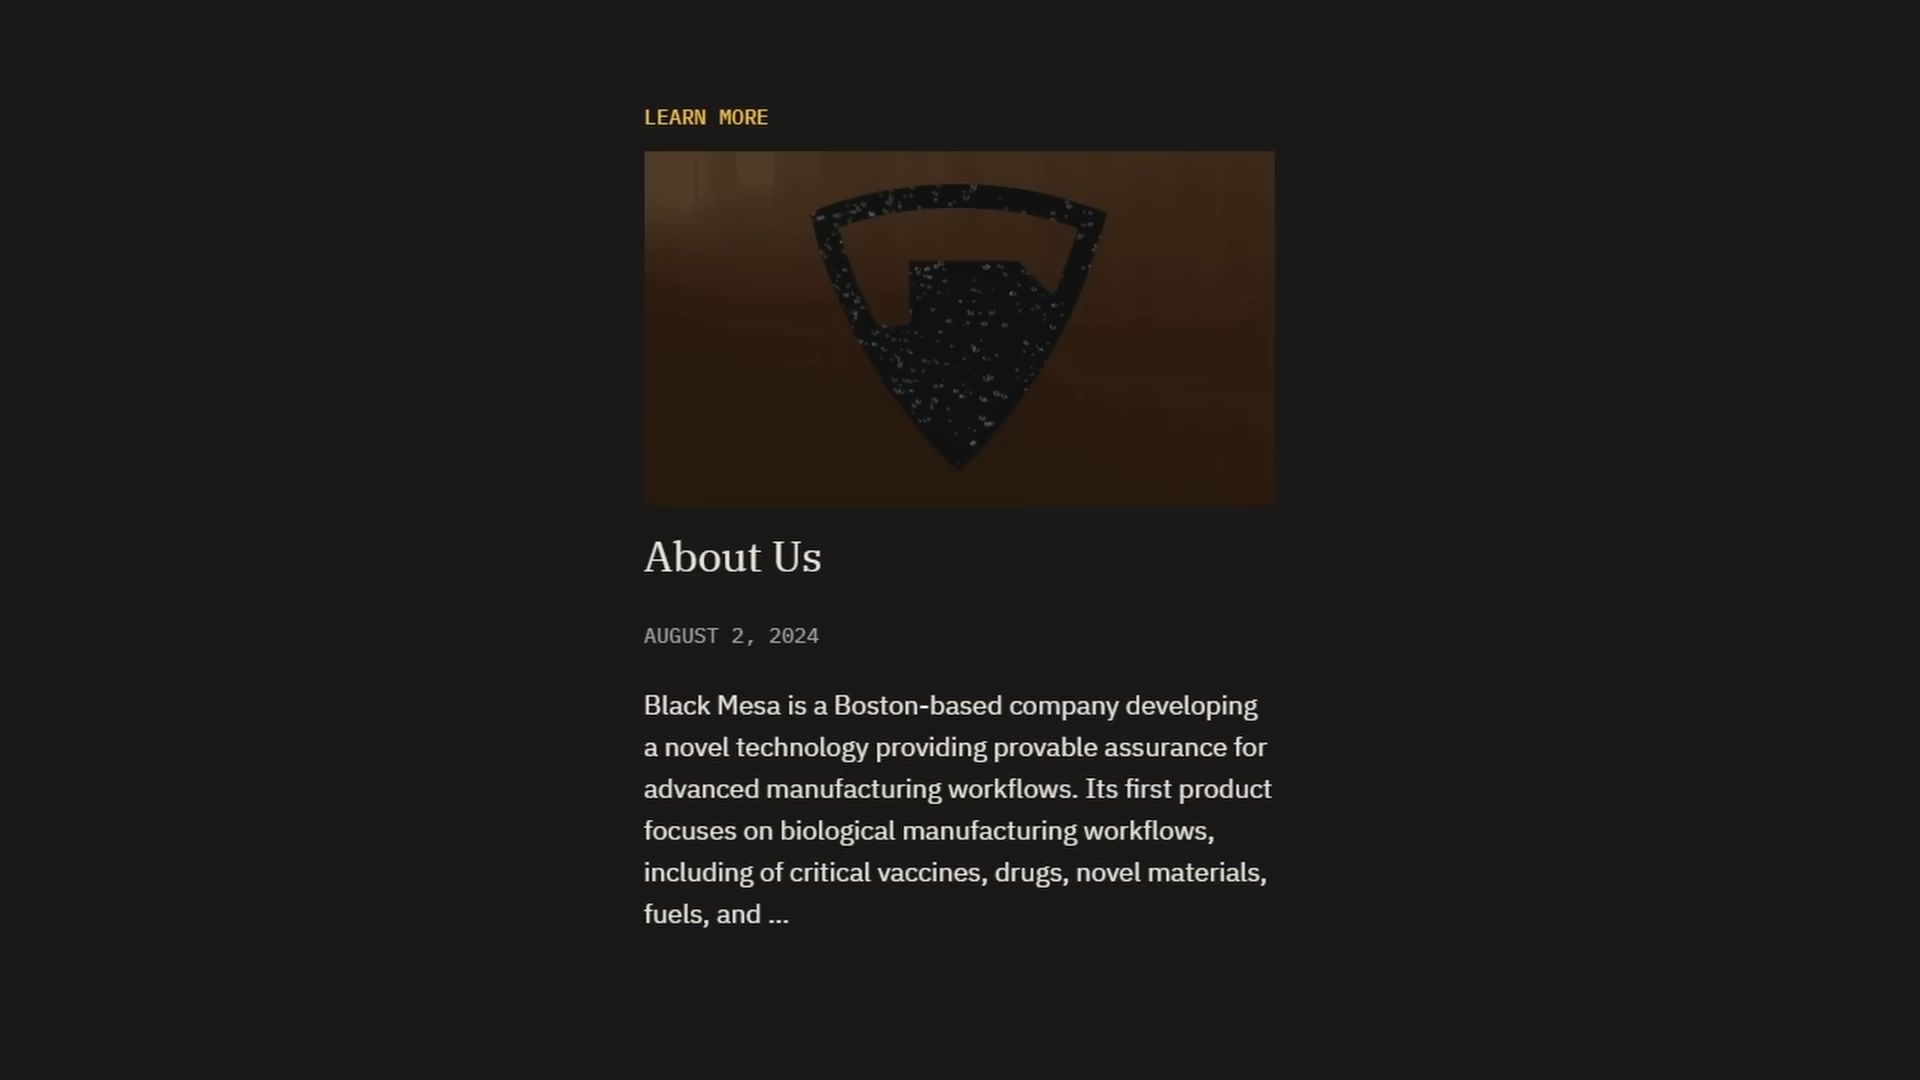 LEARN MORE
About Us
AUGUST 2, 2024
Black Mesa is a Boston-based company developing
a novel technology providing provable assurance for
advanced manufacturing workflows. Its first product
focuses on biological manufacturing workflows,
including of critical vaccines, drugs, novel materials,
fuels, and ...